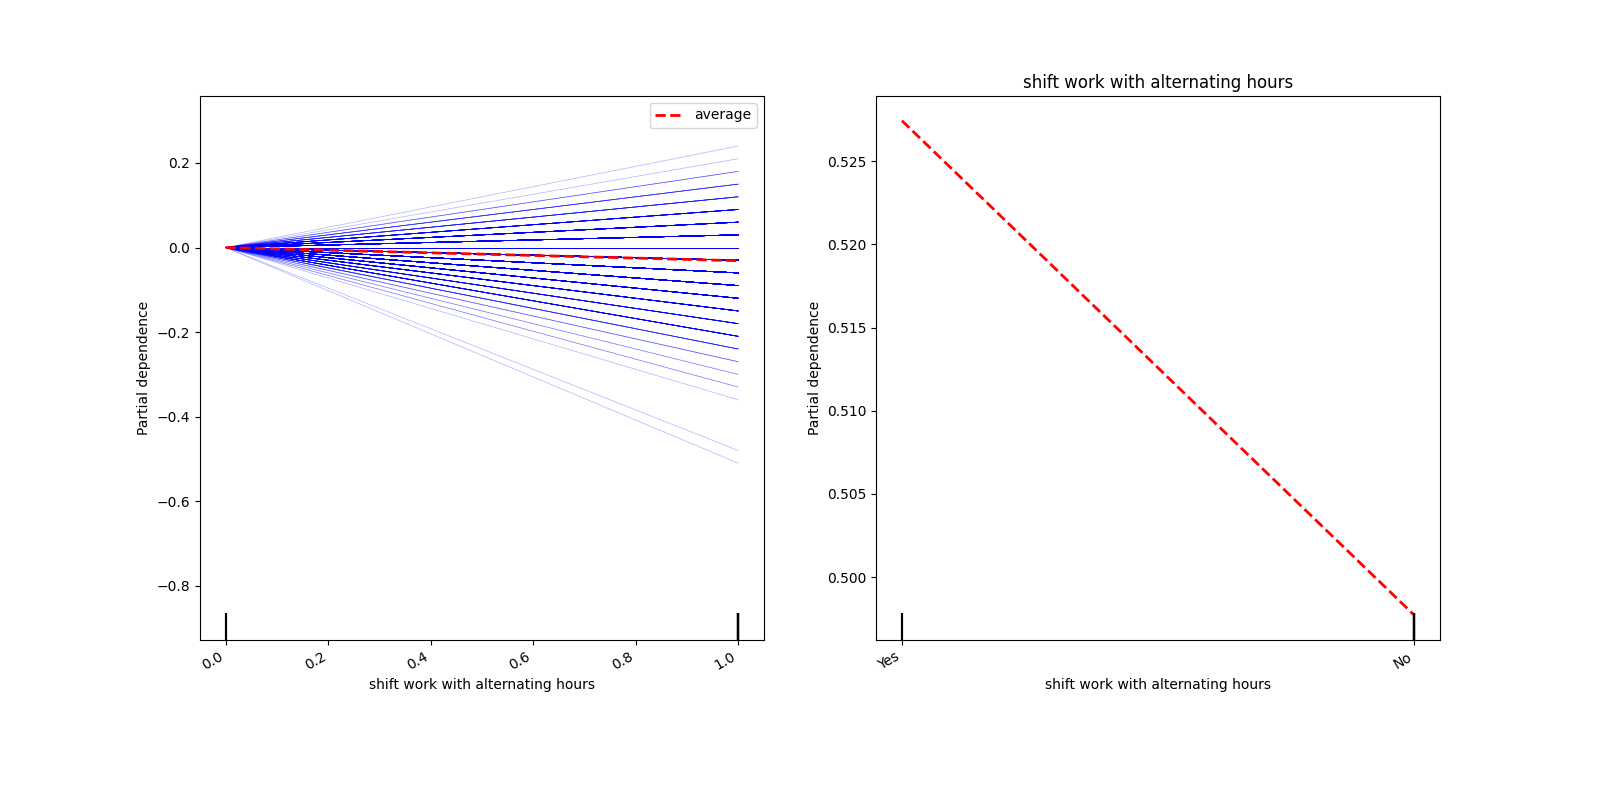 average
0.2
0.0
−0.2
−0.4
−0.6
−0.8
Partial dependence
0.0 0.2 0.4 0.6 0.8 1.0
shift work with alternating hours
shift work with alternating hours
0.525
0.520
0.515
0.510
0.505
0.500
Partial dependence
Yes No
shift work with alternating hours